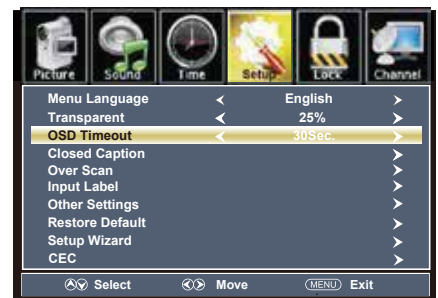 Picture Sound Time Setup Lock Channel
Menu Language English
Transparent 25%
OSD Timeout 30Sec.
Closed Caption
Over Scan
Input Label
Other Settings
Restore Default
Setup Wizard
CEC
Select Move MENU Exit